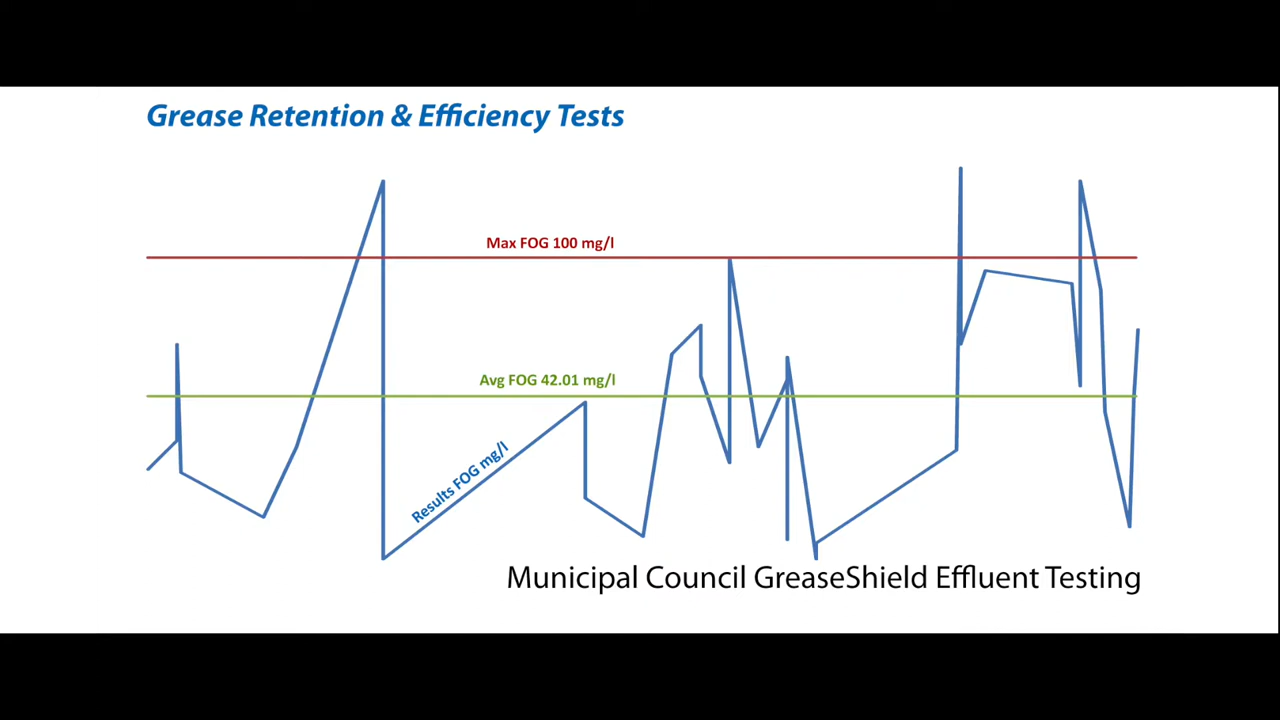 Grease Retention & Efficiency Tests
Max FOG 100 mg/l
Avg FOG 42.01 mg/l
Results FOG mg/l
Municipal Council GreaseShield Effluent Testing